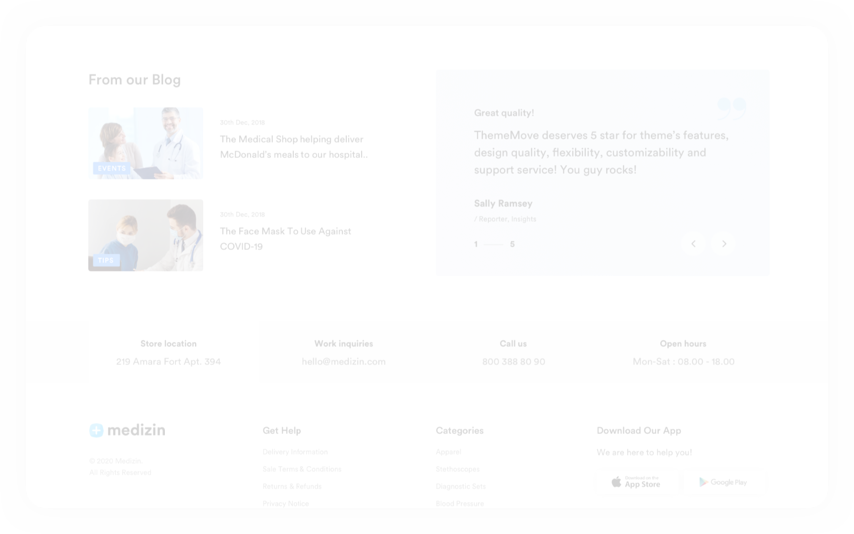 From our Blog
20th Dec, 2019
The Medical Shop helping deliver
McDonald's meals to our hospital..
EVENTS
20th Dec, 2019
The Face Mask To Use Against
COVID-19
TIPS
Great quality!
ThemeMove deserves 5 star for theme's features,
design quality, flexibility, customizability and
support service! You guy rocks!
Sally Ramsey
/ Reporter, Insights
1 5
Store location
219 Amara Fort Apt. 394
Work inquiries
hello@medizin.com
Call us
800 388 80 90
Open hours
Mon-Sat : 08.00 - 18.00
medizin
© 2020 Medizin.
All Rights Reserved
Get Help
Delivery Information
Sale Terms & Conditions
Returns & Refunds
Privacy Notice
Categories
Apparel
Stethoscopes
Diagnostic Sets
Blood Pressure
Download Our App
We are here to help you!
App Store
Google Play